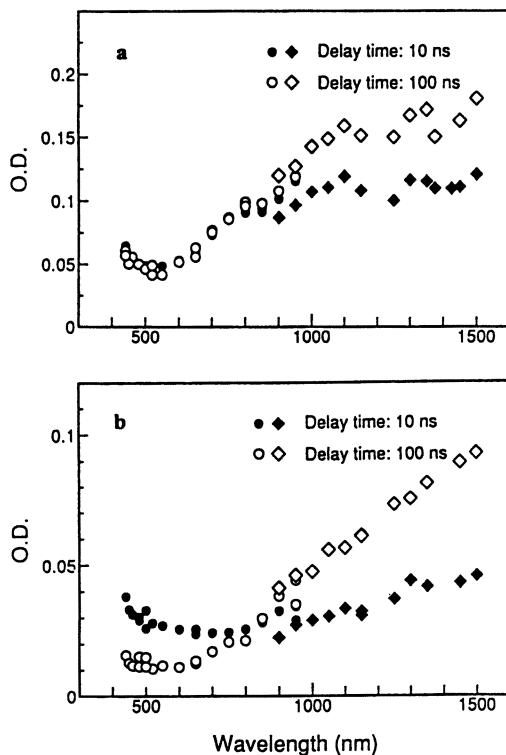 a
● ◆ Delay time: 10 ns
○ ◇ Delay time: 100 ns
0.2
0.15
0.1
0.05
0
O.D.
500 1000 1500
b
● ◆ Delay time: 10 ns
○ ◇ Delay time: 100 ns
0.1
0.05
0
O.D.
500 1000 1500
Wavelength (nm)